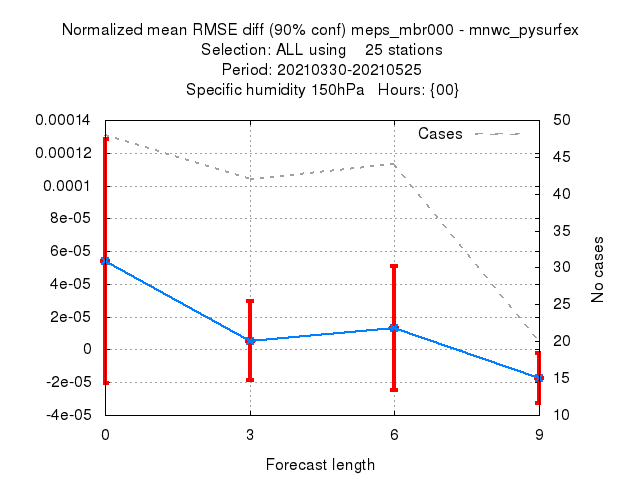 Normalized mean RMSE diff (90% conf) meps_mbr000 - mnwc_pysurfex
Selection: ALL using 25 stations
Period: 20210330-20210525
Specific humidity 150hPa Hours: {00}
Cases
0.00014
0.00012
0.0001
8e-05
6e-05
4e-05
2e-05
0
-2e-05
-4e-05
50
45
40
35
30
25
20
15
10
No cases
0 3 6 9
Forecast length